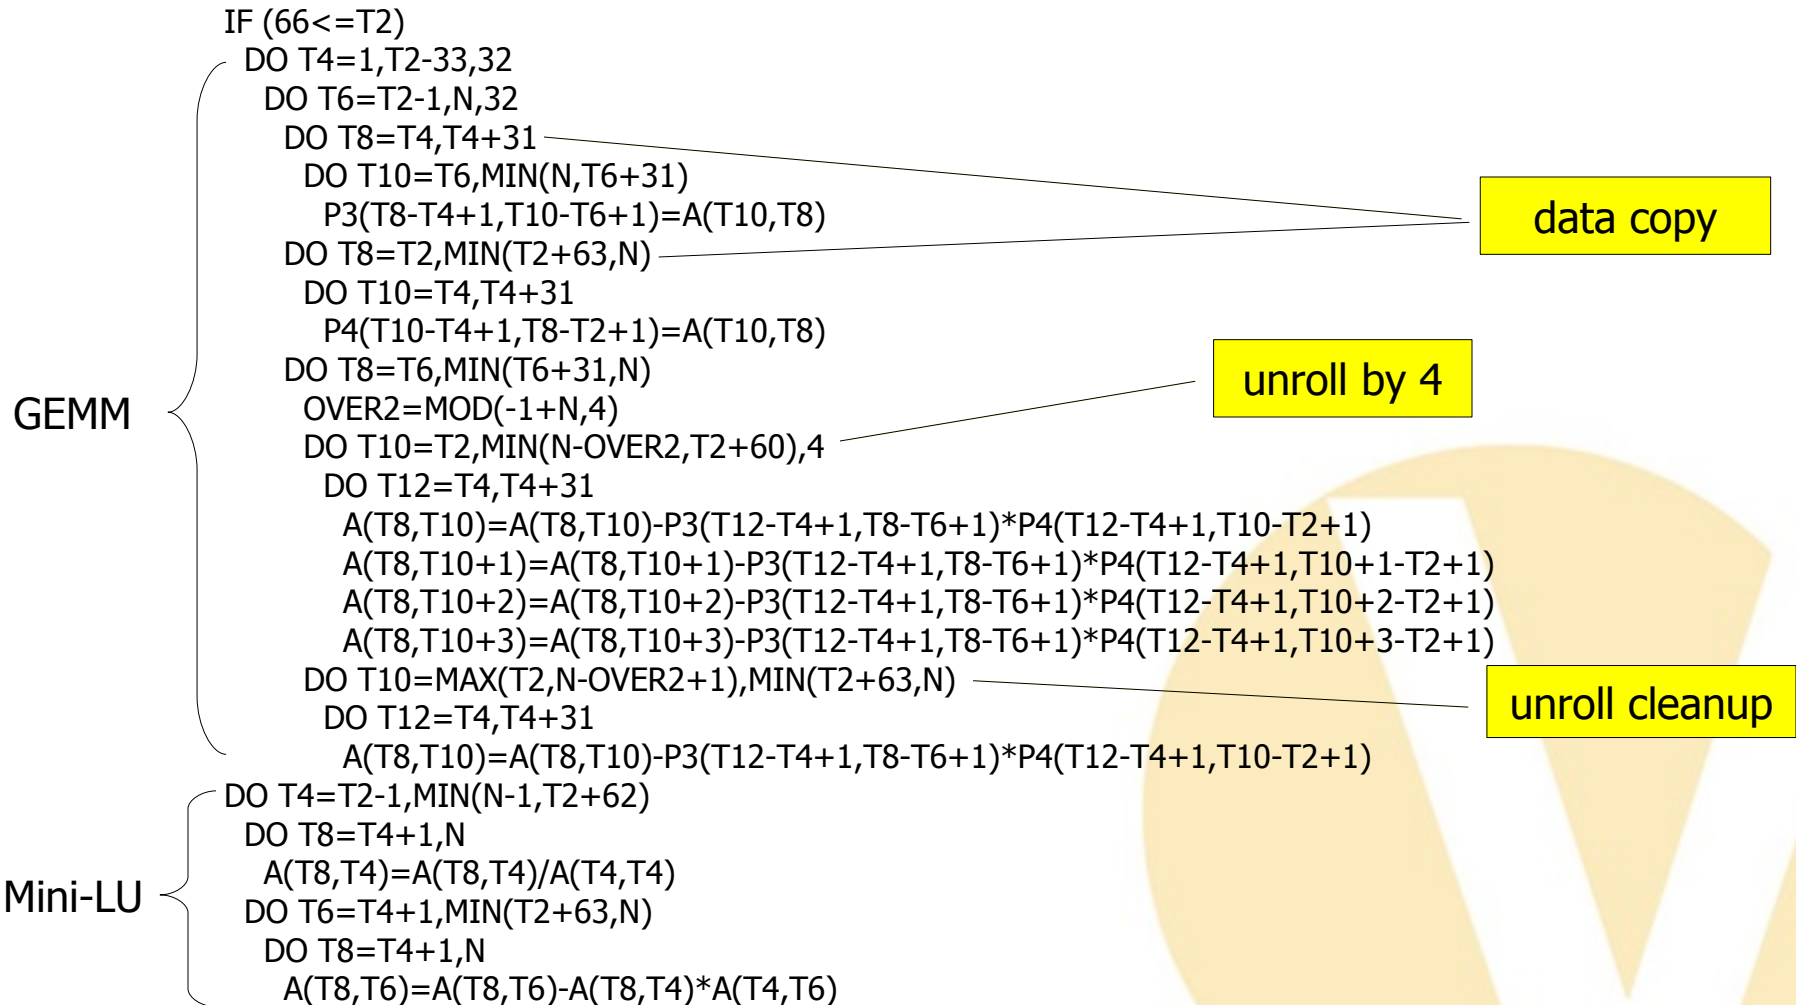 IF (66<=T2)
DO T4=1,T2-33,32
DO T6=T2-1,N,32
DO T8=T4,T4+31
DO T10=T6,MIN(N,T6+31)
P3(T8-T4+1,T10-T6+1)=A(T10,T8)
data copy
DO T8=T2,MIN(T2+63,N)
DO T10=T4,T4+31
P4(T10-T4+1,T8-T2+1)=A(T10,T8)
DO T8=T6,MIN(T6+31,N)
unroll by 4
GEMM
OVER2=MOD(-1+N,4)
DO T10=T2,MIN(N-OVER2,T2+60),4
DO T12=T4,T4+31
A(T8,T10)=A(T8,T10)-P3(T12-T4+1,T8-T6+1)*P4(T12-T4+1,T10-T2+1)
A(T8,T10+1)=A(T8,T10+1)-P3(T12-T4+1,T8-T6+1)*P4(T12-T4+1,T10+1-T2+1)
A(T8,T10+2)=A(T8,T10+2)-P3(T12-T4+1,T8-T6+1)*P4(T12-T4+1,T10+2-T2+1)
A(T8,T10+3)=A(T8,T10+3)-P3(T12-T4+1,T8-T6+1)*P4(T12-T4+1,T10+3-T2+1)
DO T10=MAX(T2,N-OVER2+1),MIN(T2+63,N)
unroll cleanup
DO T12=T4,T4+31
A(T8,T10)=A(T8,T10)-P3(T12-T4+1,T8-T6+1)*P4(T12-T4+1,T10-T2+1)
DO T4=T2-1,MIN(N-1,T2+62)
DO T8=T4+1,N
A(T8,T4)=A(T8,T4)/A(T4,T4)
Mini-LU
DO T6=T4+1,MIN(T2+63,N)
DO T8=T4+1,N
A(T8,T6)=A(T8,T6)-A(T8,T4)*A(T4,T6)